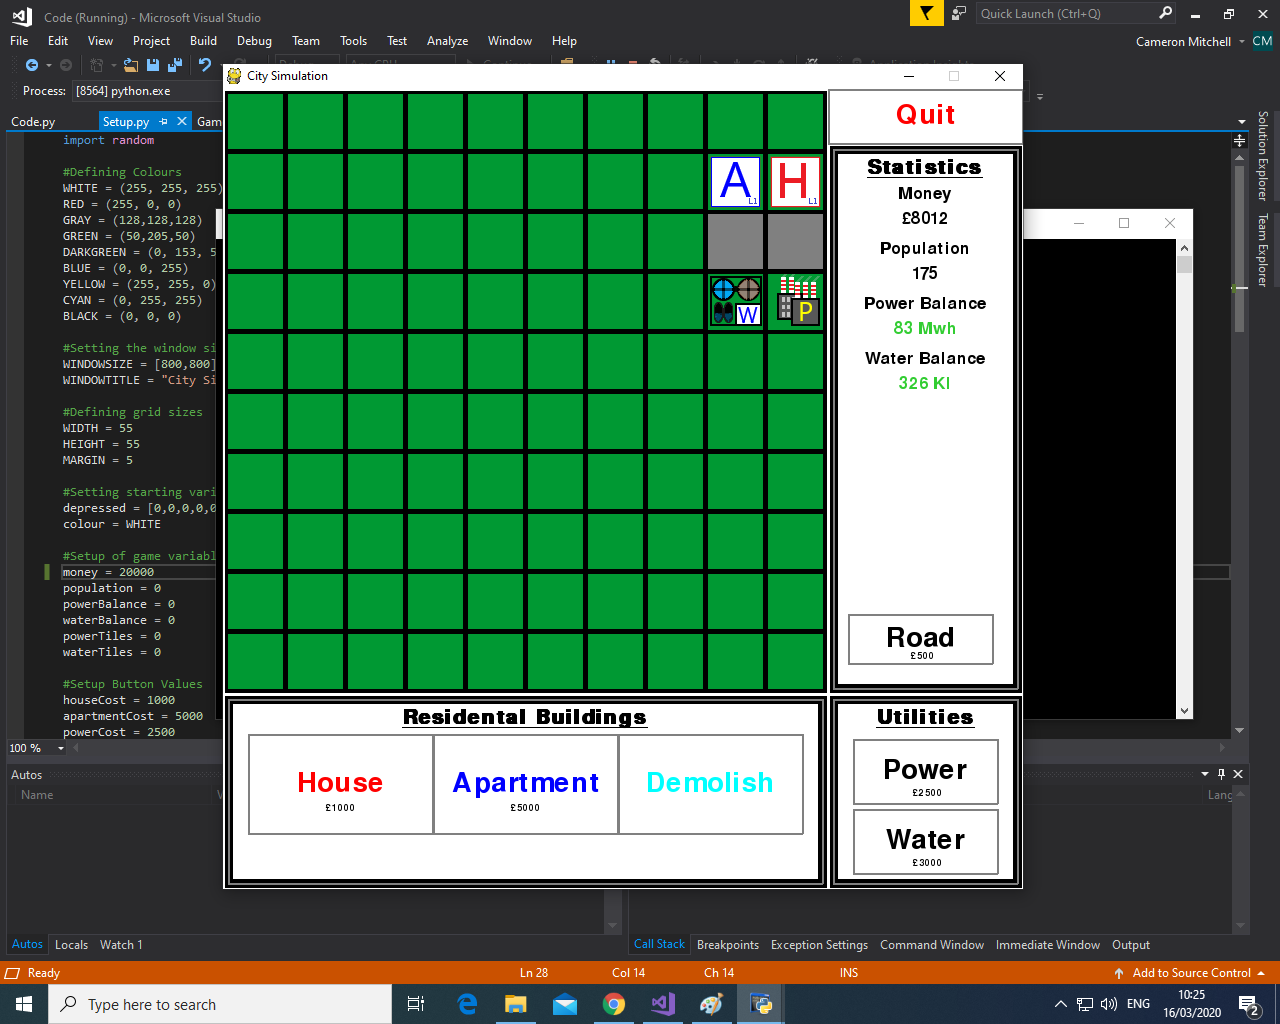 Code (Running) - Microsoft Visual Studio
Quick Launch (Ctrl+Q)
File Edit View Project Build Debug Team Tools Test Analyze Window Help
Cameron Mitchell
CM
Process: [8564] python.exe
Code.py
Setup.py
Gam
City Simulation
import random
#Defining Colours
WHITE = (255, 255, 255)
RED = (255, 0, 0)
GRAY = (128,128,128)
GREEN = (50,205,50)
DARKGREEN = (0, 153, 5
BLUE = (0, 0, 255)
YELLOW = (255, 255, 0)
CYAN = (0, 255, 255)
BLACK = (0, 0, 0)
#Setting the window si
WINDOWSIZE = [800,800]
WINDOWTITLE = "City Si
#Defining grid sizes
WIDTH = 55
HEIGHT = 55
MARGIN = 5
#Setting starting vari
depressed = [0,0,0,0,0
colour = WHITE
#Setup of game variabl
money = 20000
population = 0
powerBalance = 0
waterBalance = 0
powerTiles = 0
waterTiles = 0
#Setup Button Values
houseCost = 1000
apartmentCost = 5000
powerCost = 2500
100 %
A
L1
H
L1
W
P
Quit
Statistics
Money
£8012
Population
175
Power Balance
83 Mwh
Water Balance
326 Kl
Road
£500
Residental Buildings
House
£1000
Apartment
£5000
Demolish
Utilities
Power
£2500
Water
£3000
Solution Explorer
Team Explorer
Autos
Name
Lang
Autos Locals Watch 1
Call Stack Breakpoints Exception Settings Command Window Immediate Window Output
Ready
Ln 28
Col 14
Ch 14
INS
Add to Source Control
Type here to search
ENG
10:25
16/03/2020
2